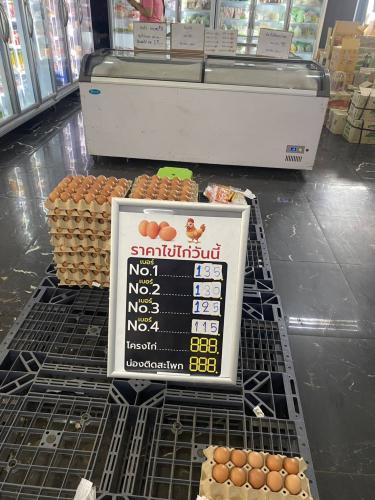 ราคาไข่ไก่วันนี้
เบอร์
No.1 135
เบอร์
No.2 130
เบอร์
No.3 125
เบอร์
No.4 115
โครงไก่ 888
น่องติดสะโพก 888